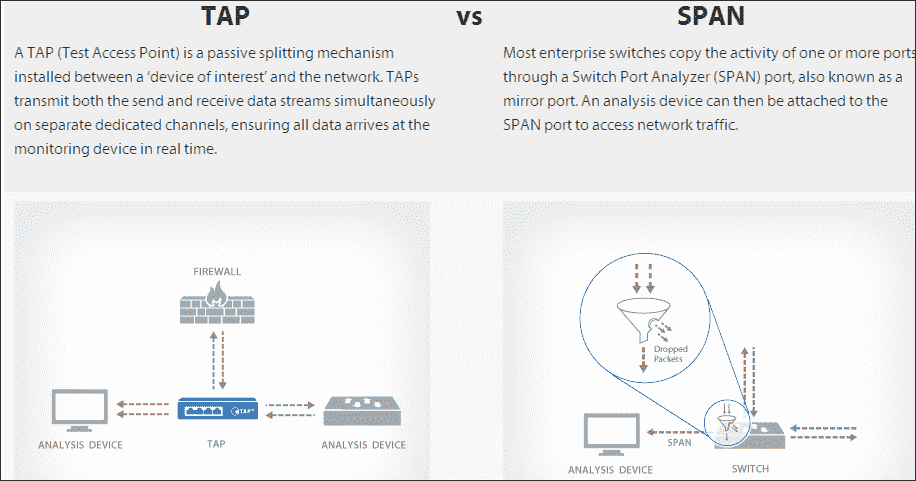 TAP vs SPAN
A TAP (Test Access Point) is a passive splitting mechanism
installed between a ‘device of interest’ and the network. TAPs
transmit both the send and receive data streams simultaneously
on separate dedicated channels, ensuring all data arrives at the
monitoring device in real time.
Most enterprise switches copy the activity of one or more ports
through a Switch Port Analyzer (SPAN) port, also known as a
mirror port. An analysis device can then be attached to the
SPAN port to access network traffic.
FIREWALL
TAP
ANALYSIS DEVICE
TAP
ANALYSIS DEVICE
Dropped
Packets
SPAN
ANALYSIS DEVICE
SWITCH